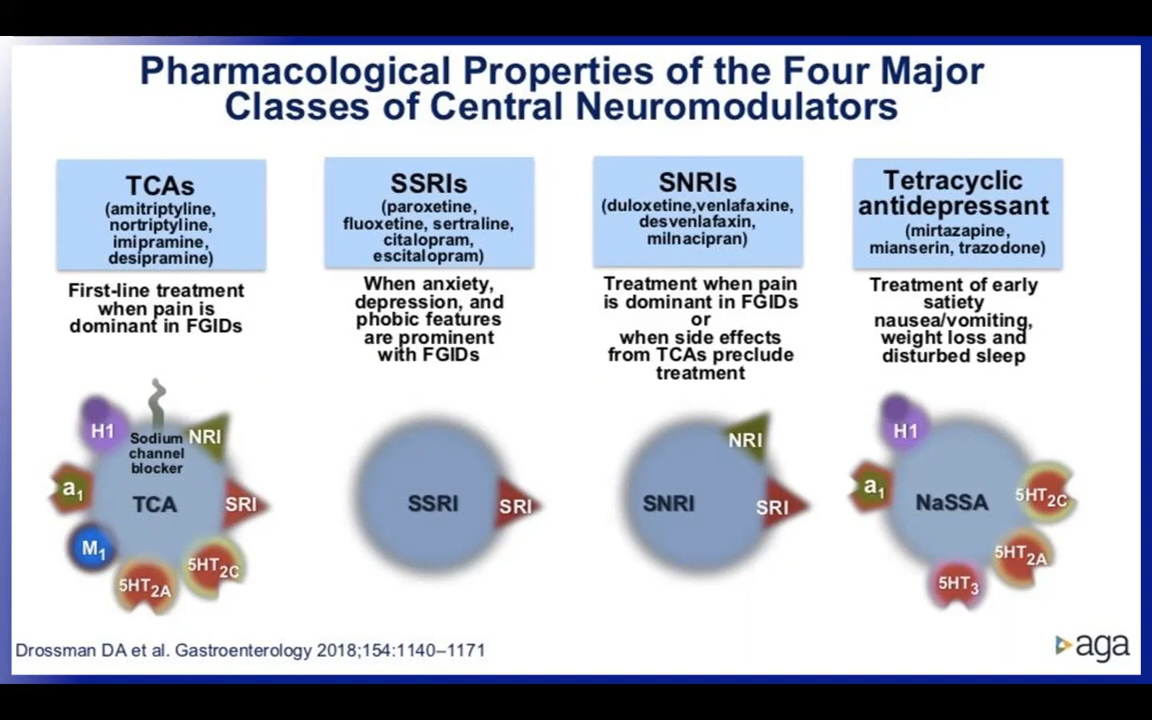 Pharmacological Properties of the Four Major
Classes of Central Neuromodulators
TCAs
(amitriptyline,
nortriptyline,
imipramine,
desipramine)
First-line treatment
when pain is
dominant in FGIDs
SSRIs
(paroxetine,
fluoxetine, sertraline,
citalopram,
escitalopram)
When anxiety,
depression, and
phobic features
are prominent
with FGIDs
SNRIs
(duloxetine,venlafaxine,
desvenlafaxin,
milnacipran)
Treatment when pain
is dominant in FGIDs
or
when side effects
from TCAs preclude
treatment
Tetracyclic
antidepressant
(mirtazapine,
mianserin, trazodone)
Treatment of early
satiety
nausea/vomiting,
weight loss and
disturbed sleep
H1
Sodium
channel
blocker
NRI
a1
TCA
SRI
M1
5HT2A
5HT2C
SSRI
SRI
NRI
SNRI
SRI
H1
a1
NaSSA
5HT2C
5HT2A
5HT3
Drossman DA et al. Gastroenterology 2018;154:1140–1171
aga